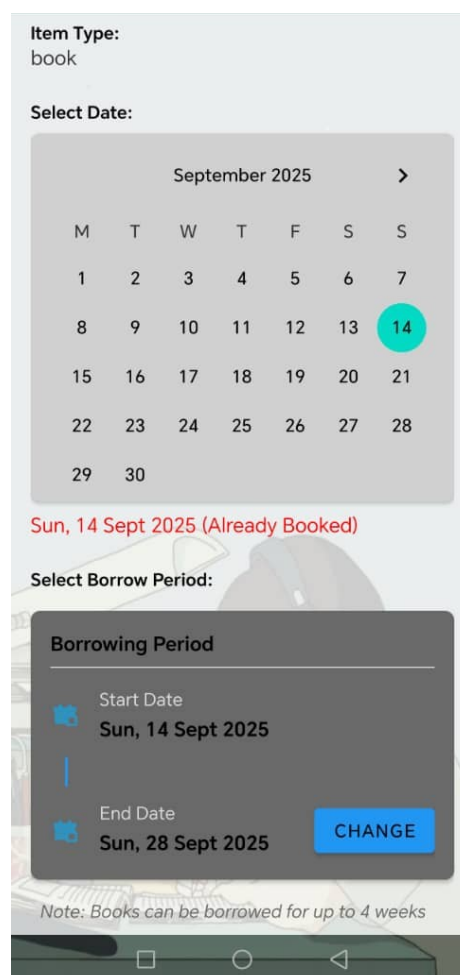 Item Type:
book
Select Date:
September 2025
M T W T F S S
1 2 3 4 5 6 7
8 9 10 11 12 13 14
15 16 17 18 19 20 21
22 23 24 25 26 27 28
29 30
Sun, 14 Sept 2025 (Already Booked)
Select Borrow Period:
Borrowing Period
Start Date
Sun, 14 Sept 2025
End Date
Sun, 28 Sept 2025
CHANGE
Note: Books can be borrowed for up to 4 weeks